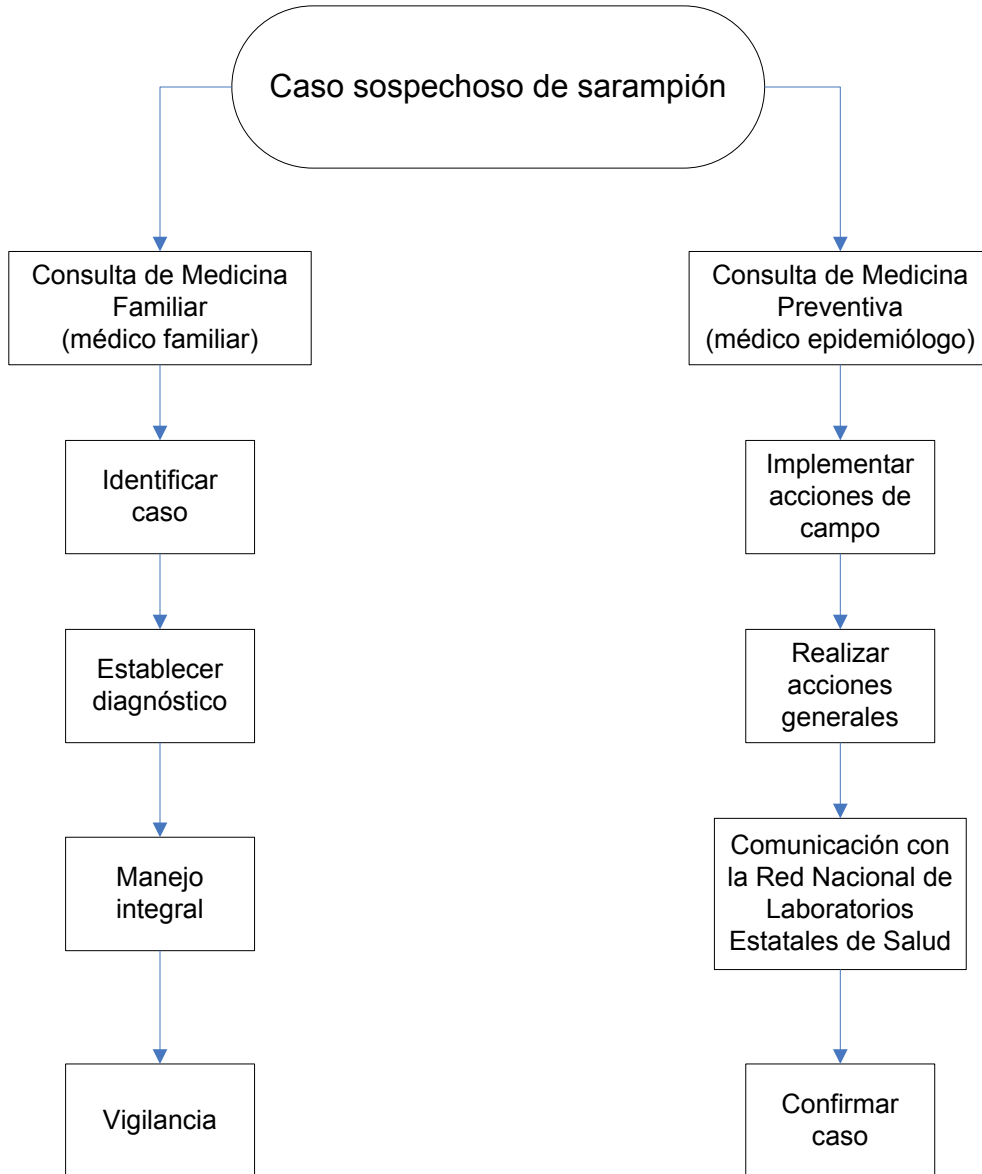 Caso sospechoso de sarampión
Consulta de Medicina
Familiar
(médico familiar)
Identificar
caso
Establecer
diagnóstico
Manejo
integral
Vigilancia
Consulta de Medicina
Preventiva
(médico epidemiólogo)
Implementar
acciones de
campo
Realizar
acciones
generales
Comunicación con
la Red Nacional de
Laboratorios
Estatales de Salud
Confirmar
caso